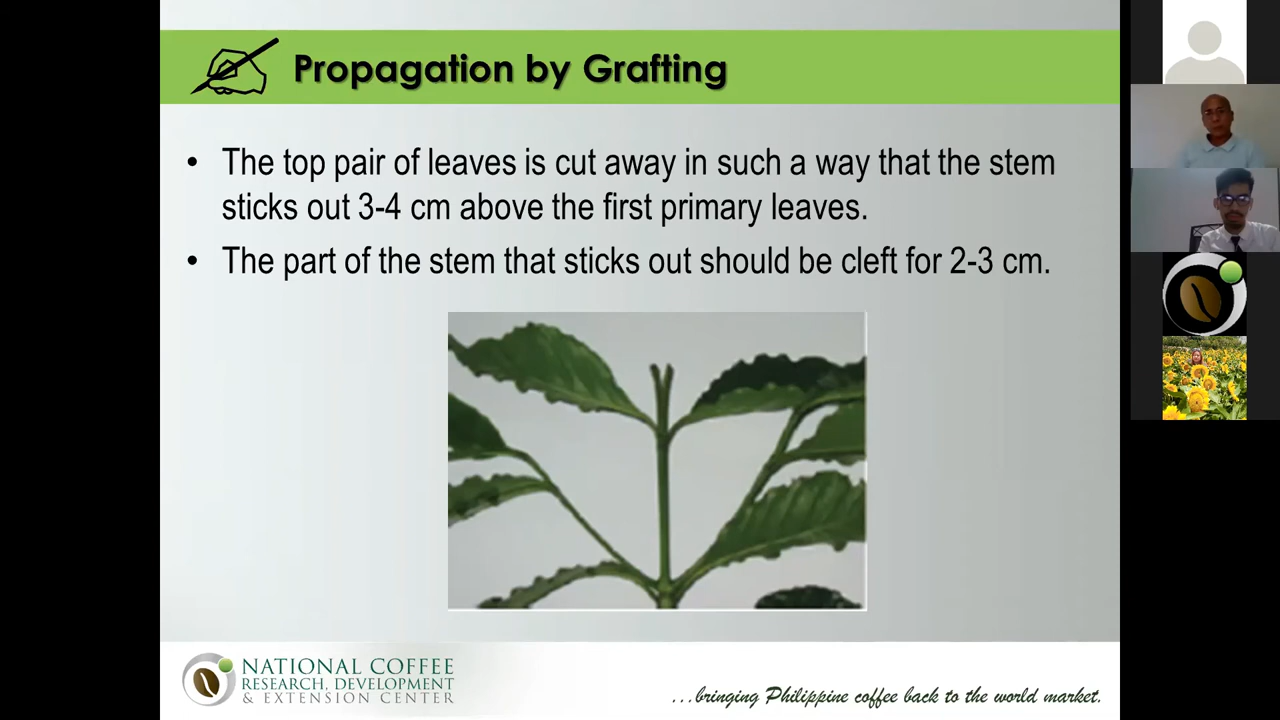 Propagation by Grafting
• The top pair of leaves is cut away in such a way that the stem
sticks out 3-4 cm above the first primary leaves.
• The part of the stem that sticks out should be cleft for 2-3 cm.
NATIONAL COFFEE
RESEARCH, DEVELOPMENT
& EXTENSION CENTER
...bringing Philippine coffee back to the world market.